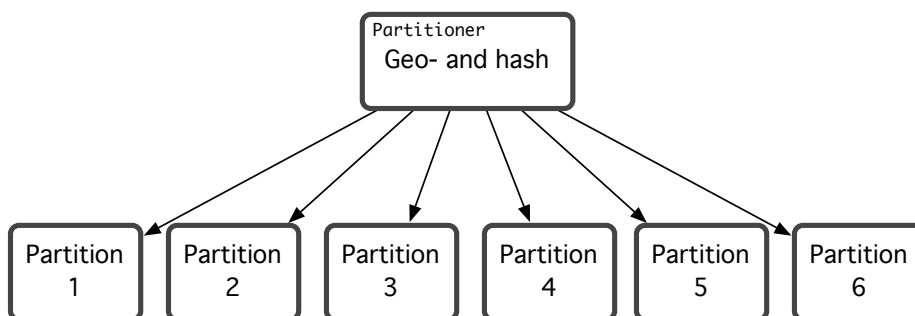 Partitioner
Geo- and hash
Partition
1
Partition
2
Partition
3
Partition
4
Partition
5
Partition
6